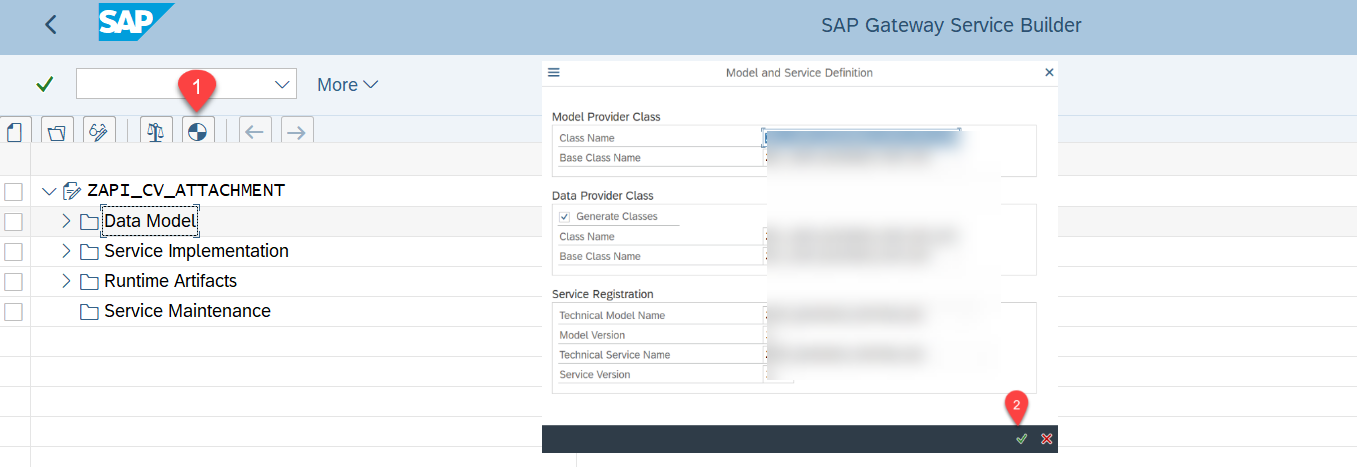 SAP
SAP Gateway Service Builder
More
1
Model and Service Definition
Model Provider Class
Class Name
Base Class Name
Data Provider Class
Generate Classes
Class Name
Base Class Name
Service Registration
Technical Model Name
Model Version
Technical Service Name
Service Version
2
ZAPI_CV_ATTACHMENT
Data Model
Service Implementation
Runtime Artifacts
Service Maintenance